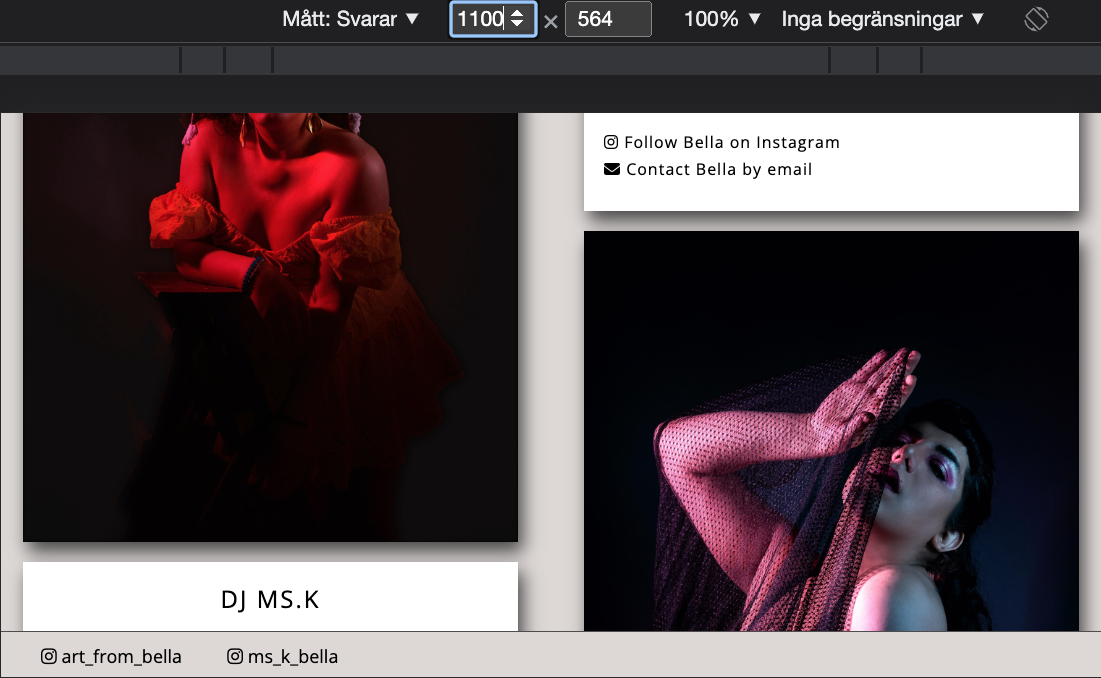 Mått: Svarar ▼ 1100 × 564 100% ▼ Inga begränsningar ▼
Follow Bella on Instagram
Contact Bella by email
DJ MS.K
art_from_bella ms_k_bella